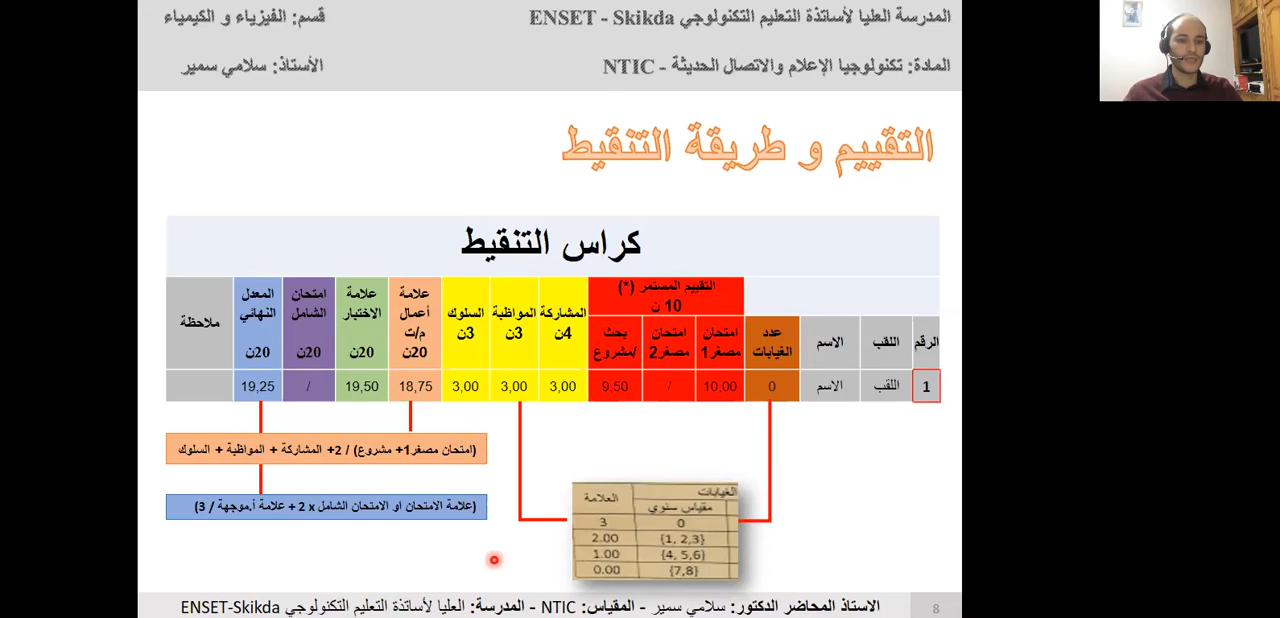 المدرسة العليا لأساتذة التعليم التكنولوجي ENSET - Skikda
قسم: الفيزياء و الكيمياء
المادة: تكنولوجيا الإعلام والاتصال الحديثة - NTIC
الأستاذ: سلامي سمير
التقييم و طريقة التنقيط
كراس التنقيط
الرقم
اللقب
الاسم
عدد
الغيابات
التقييم المستمر (*)
10 ن
امتحان
مصغر1
امتحان
مصغر2
بحث
/مشروع
المشاركة
4ن
المواظبة
3ن
السلوك
3ن
علامة
أعمال
م/ت
20ن
علامة
الاختبار
20ن
امتحان
الشامل
20ن
المعدل
النهائي
20ن
ملاحظة
1 اللقب الاسم 0 10,00 / 9,50 3,00 3,00 3,00 18,75 19,50 / 19,25
(امتحان مصغر1+ مشروع) / 2+ المشاركة + المواظبة + السلوك
(علامة الامتحان او الامتحان الشامل x 2 + علامة أ.موجهة / 3)
الغيابات
العلامة
مقياس سنوي
0 3
{1, 2,3} 2.00
{4, 5,6} 1.00
{7,8} 0.00
الاستاذ المحاضر الدكتور: سلامي سمير - المقياس: NTIC - المدرسة: العليا لأساتذة التعليم التكنولوجي ENSET-Skikda
8